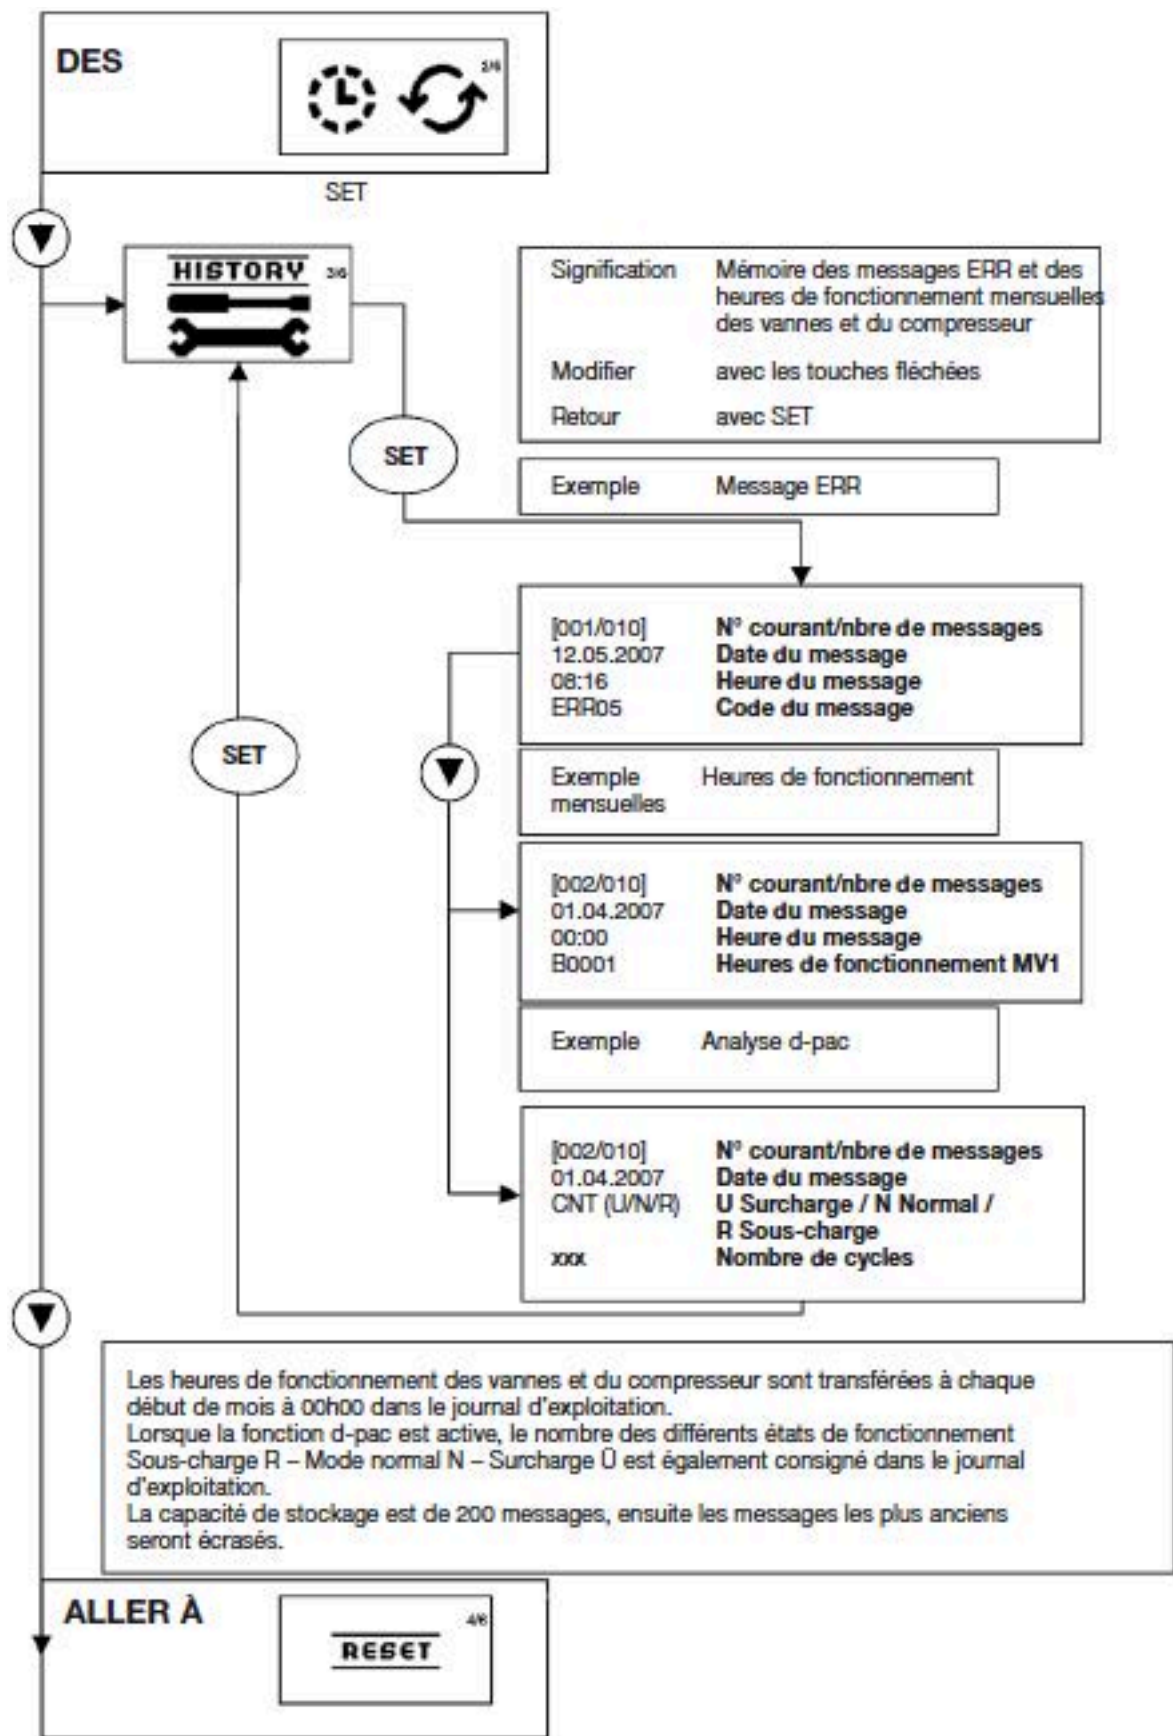 DES
2/6
SET
HISTORY 3/6
Signification Mémoire des messages ERR et des
heures de fonctionnement mensuelles
des vannes et du compresseur
Modifier avec les touches fléchées
Retour avec SET
SET
Exemple Message ERR
[001/010] N° courant/nbre de messages
12.05.2007 Date du message
08:16 Heure du message
ERR05 Code du message
SET
Exemple Heures de fonctionnement
mensuelles
[002/010] N° courant/nbre de messages
01.04.2007 Date du message
00:00 Heure du message
B0001 Heures de fonctionnement MV1
Exemple Analyse d-pac
[002/010] N° courant/nbre de messages
01.04.2007 Date du message
CNT (U/N/R) U Surcharge / N Normal /
R Sous-charge
xxx Nombre de cycles
Les heures de fonctionnement des vannes et du compresseur sont transférées à chaque
début de mois à 00h00 dans le journal d'exploitation.
Lorsque la fonction d-pac est active, le nombre des différents états de fonctionnement
Sous-charge R – Mode normal N – Surcharge Ü est également consigné dans le journal
d'exploitation.
La capacité de stockage est de 200 messages, ensuite les messages les plus anciens
seront écrasés.
ALLER À
4/6
RESET